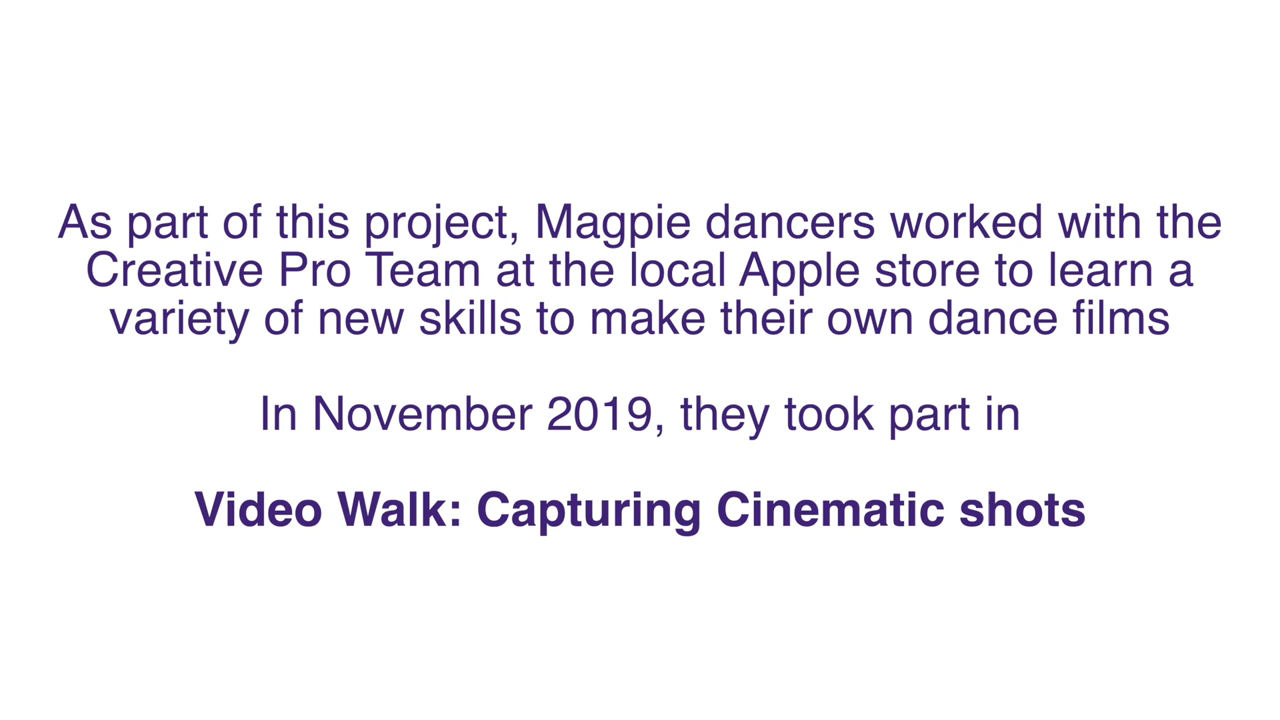 As part of this project, Magpie dancers worked with the
Creative Pro Team at the local Apple store to learn a
variety of new skills to make their own dance films
In November 2019, they took part in
Video Walk: Capturing Cinematic shots